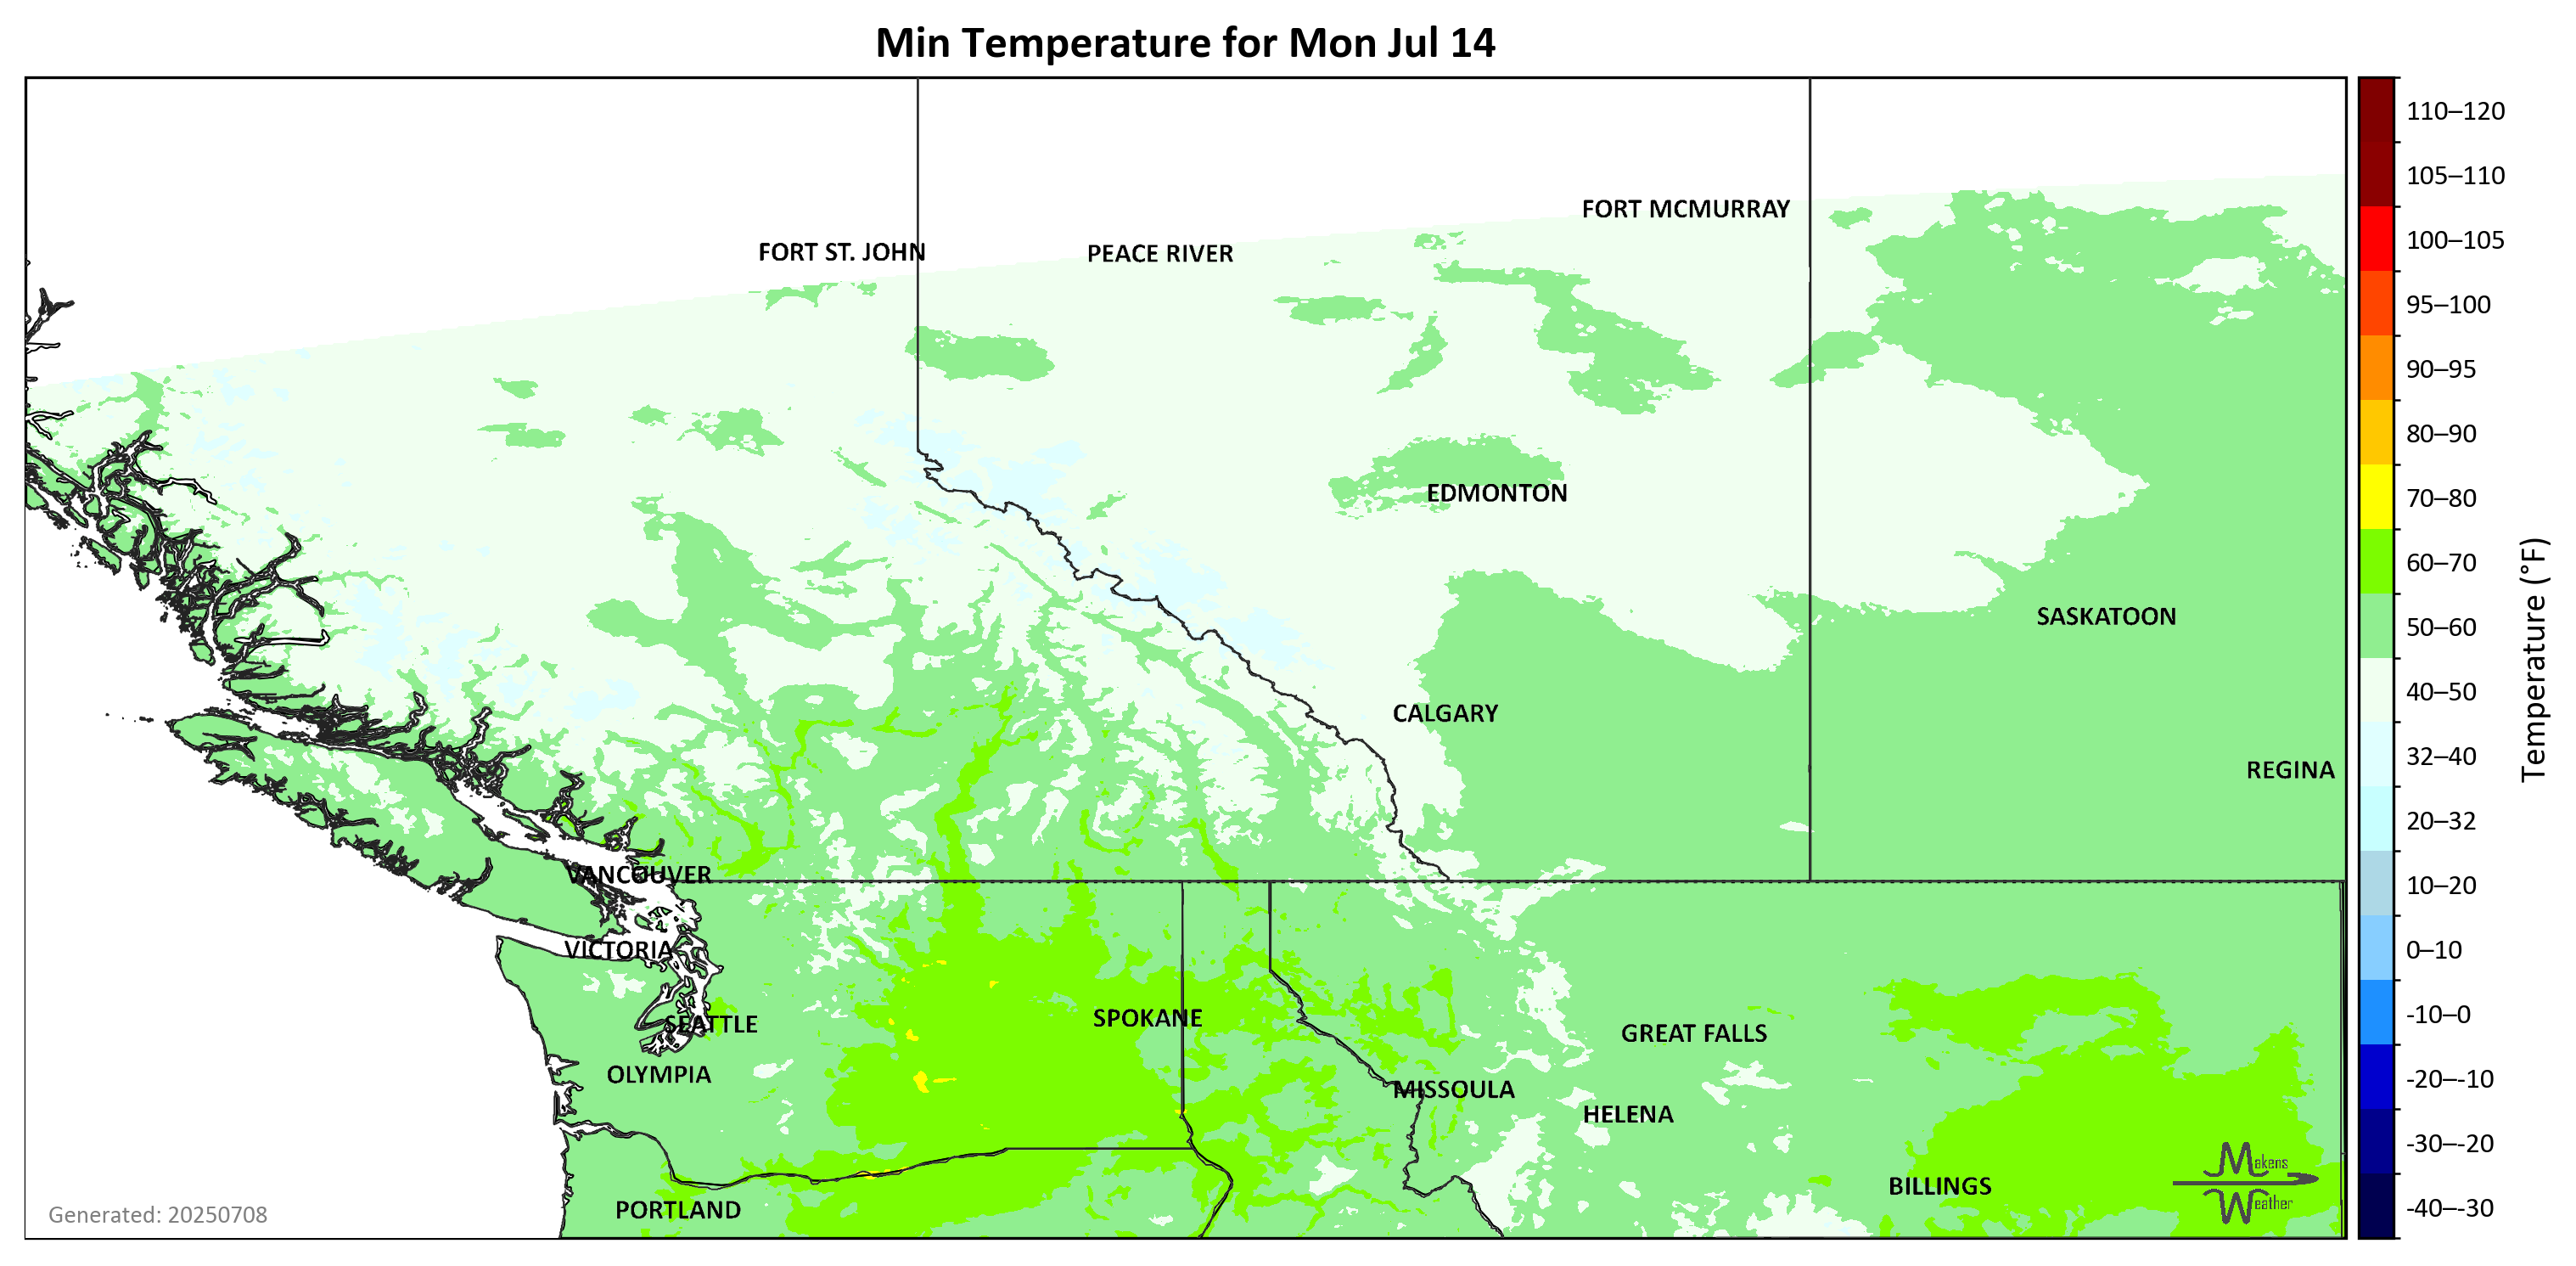 Min Temperature for Mon Jul 14
FORT MCMURRAY
FORT ST. JOHN
PEACE RIVER
EDMONTON
SASKATOON
CALGARY
REGINA
VANCOUVER
VICTORIA
SEATTLE
SPOKANE
GREAT FALLS
OLYMPIA
MISSOULA
HELENA
BILLINGS
PORTLAND
Makens
Weather
Generated: 20250708
110–120
105–110
100–105
95–100
90–95
80–90
70–80
60–70
50–60
40–50
32–40
20–32
10–20
0–10
-10–0
-20–-10
-30–-20
-40–-30
Temperature (°F)